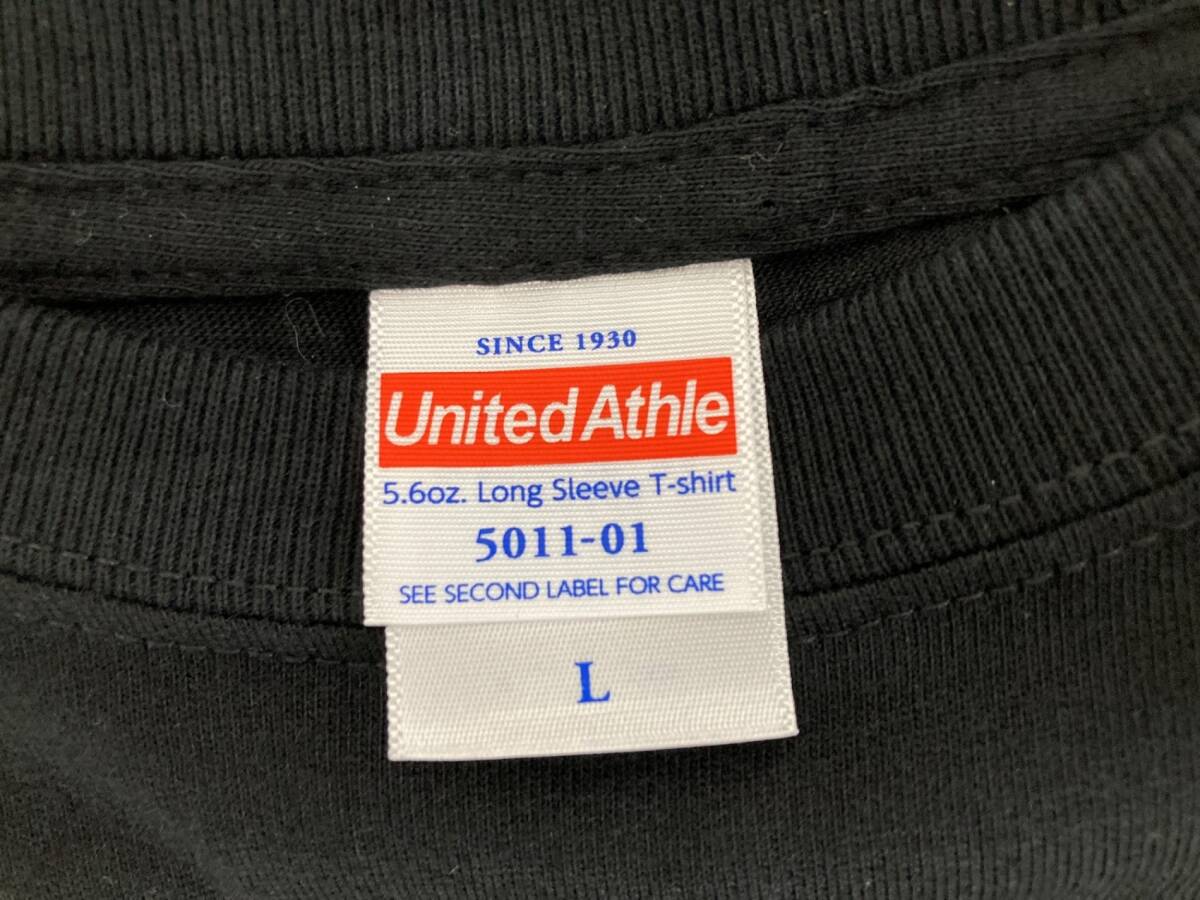 SINCE 1930
United Athle
5.6oz. Long Sleeve T-shirt
5011-01
SEE SECOND LABEL FOR CARE
L